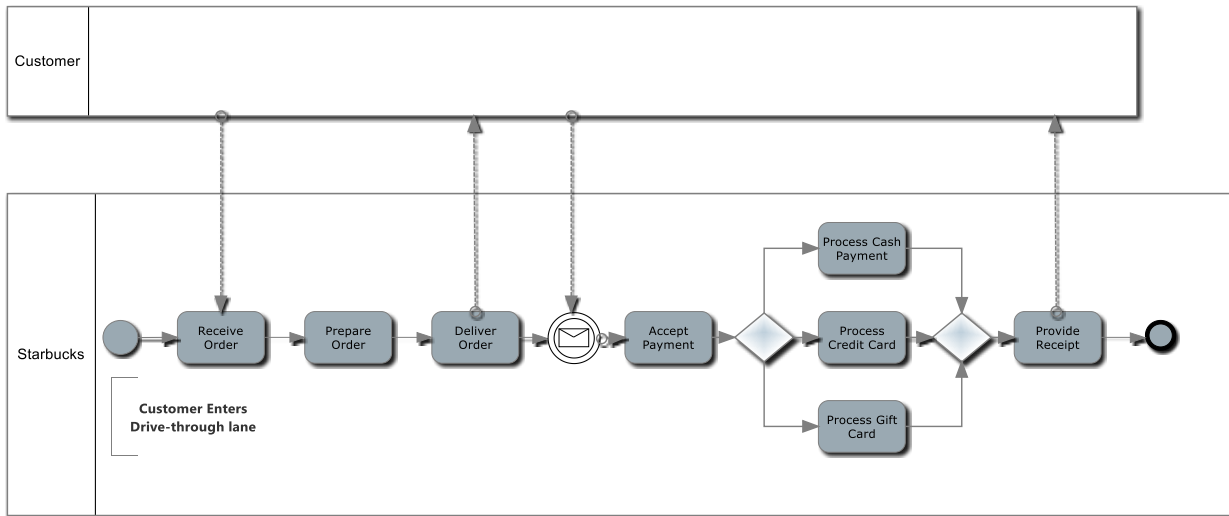 Customer
Starbucks
Receive
Order
Prepare
Order
Deliver
Order
Accept
Payment
Process Cash
Payment
Process
Credit Card
Process Gift
Card
Provide
Receipt
Customer Enters
Drive-through lane